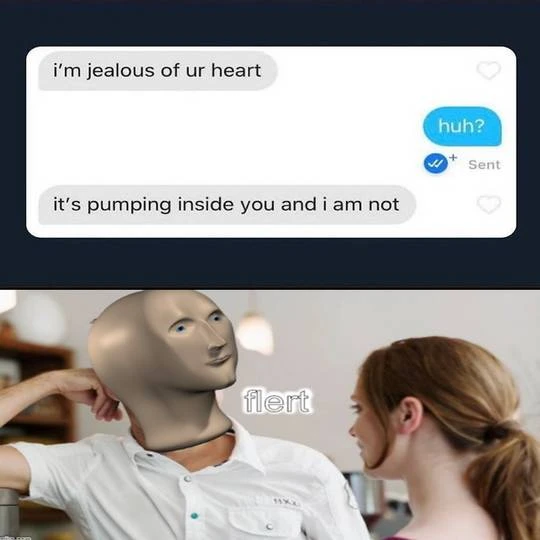 i'm jealous of ur heart
huh?
Sent
it's pumping inside you and i am not
flert